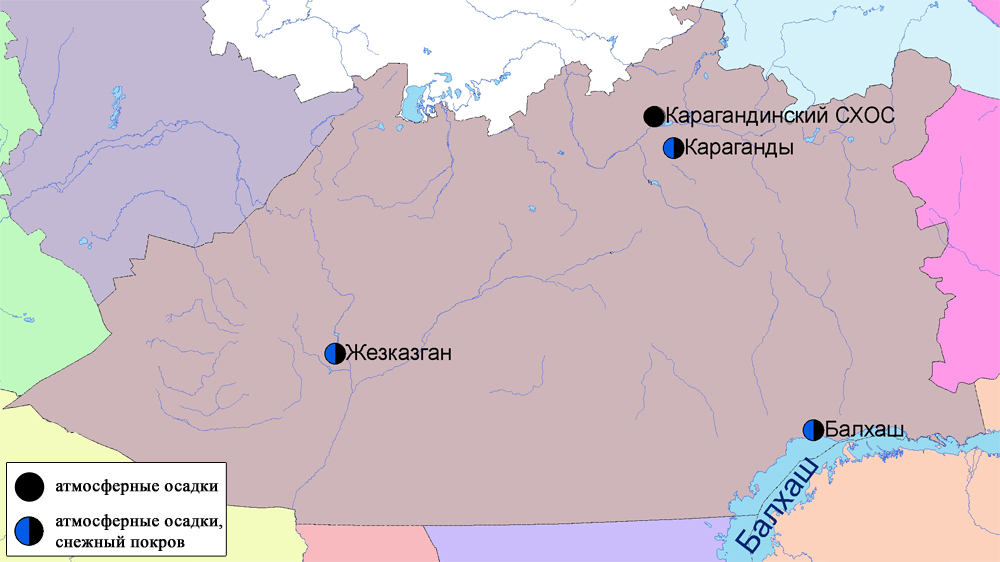 Карагандинский СХОС
Караганды
Жезказган
Балхаш
Балхаш
атмосферные осадки
атмосферные осадки,
снежный покров